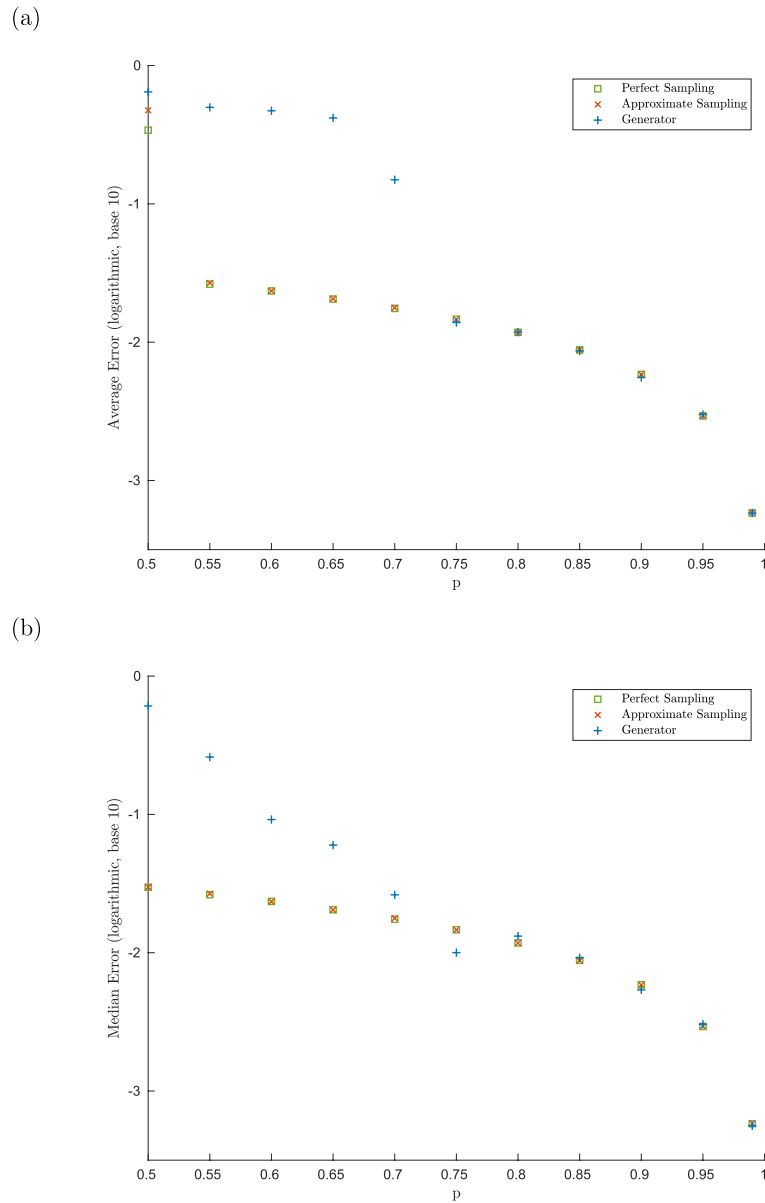 (a)
0
-1
-2
-3
Average Error (logarithmic, base 10)
Perfect Sampling
Approximate Sampling
Generator
0.5 0.55 0.6 0.65 0.7 0.75 0.8 0.85 0.9 0.95 1
p
(b)
0
-1
-2
-3
Median Error (logarithmic, base 10)
Perfect Sampling
Approximate Sampling
Generator
0.5 0.55 0.6 0.65 0.7 0.75 0.8 0.85 0.9 0.95 1
p